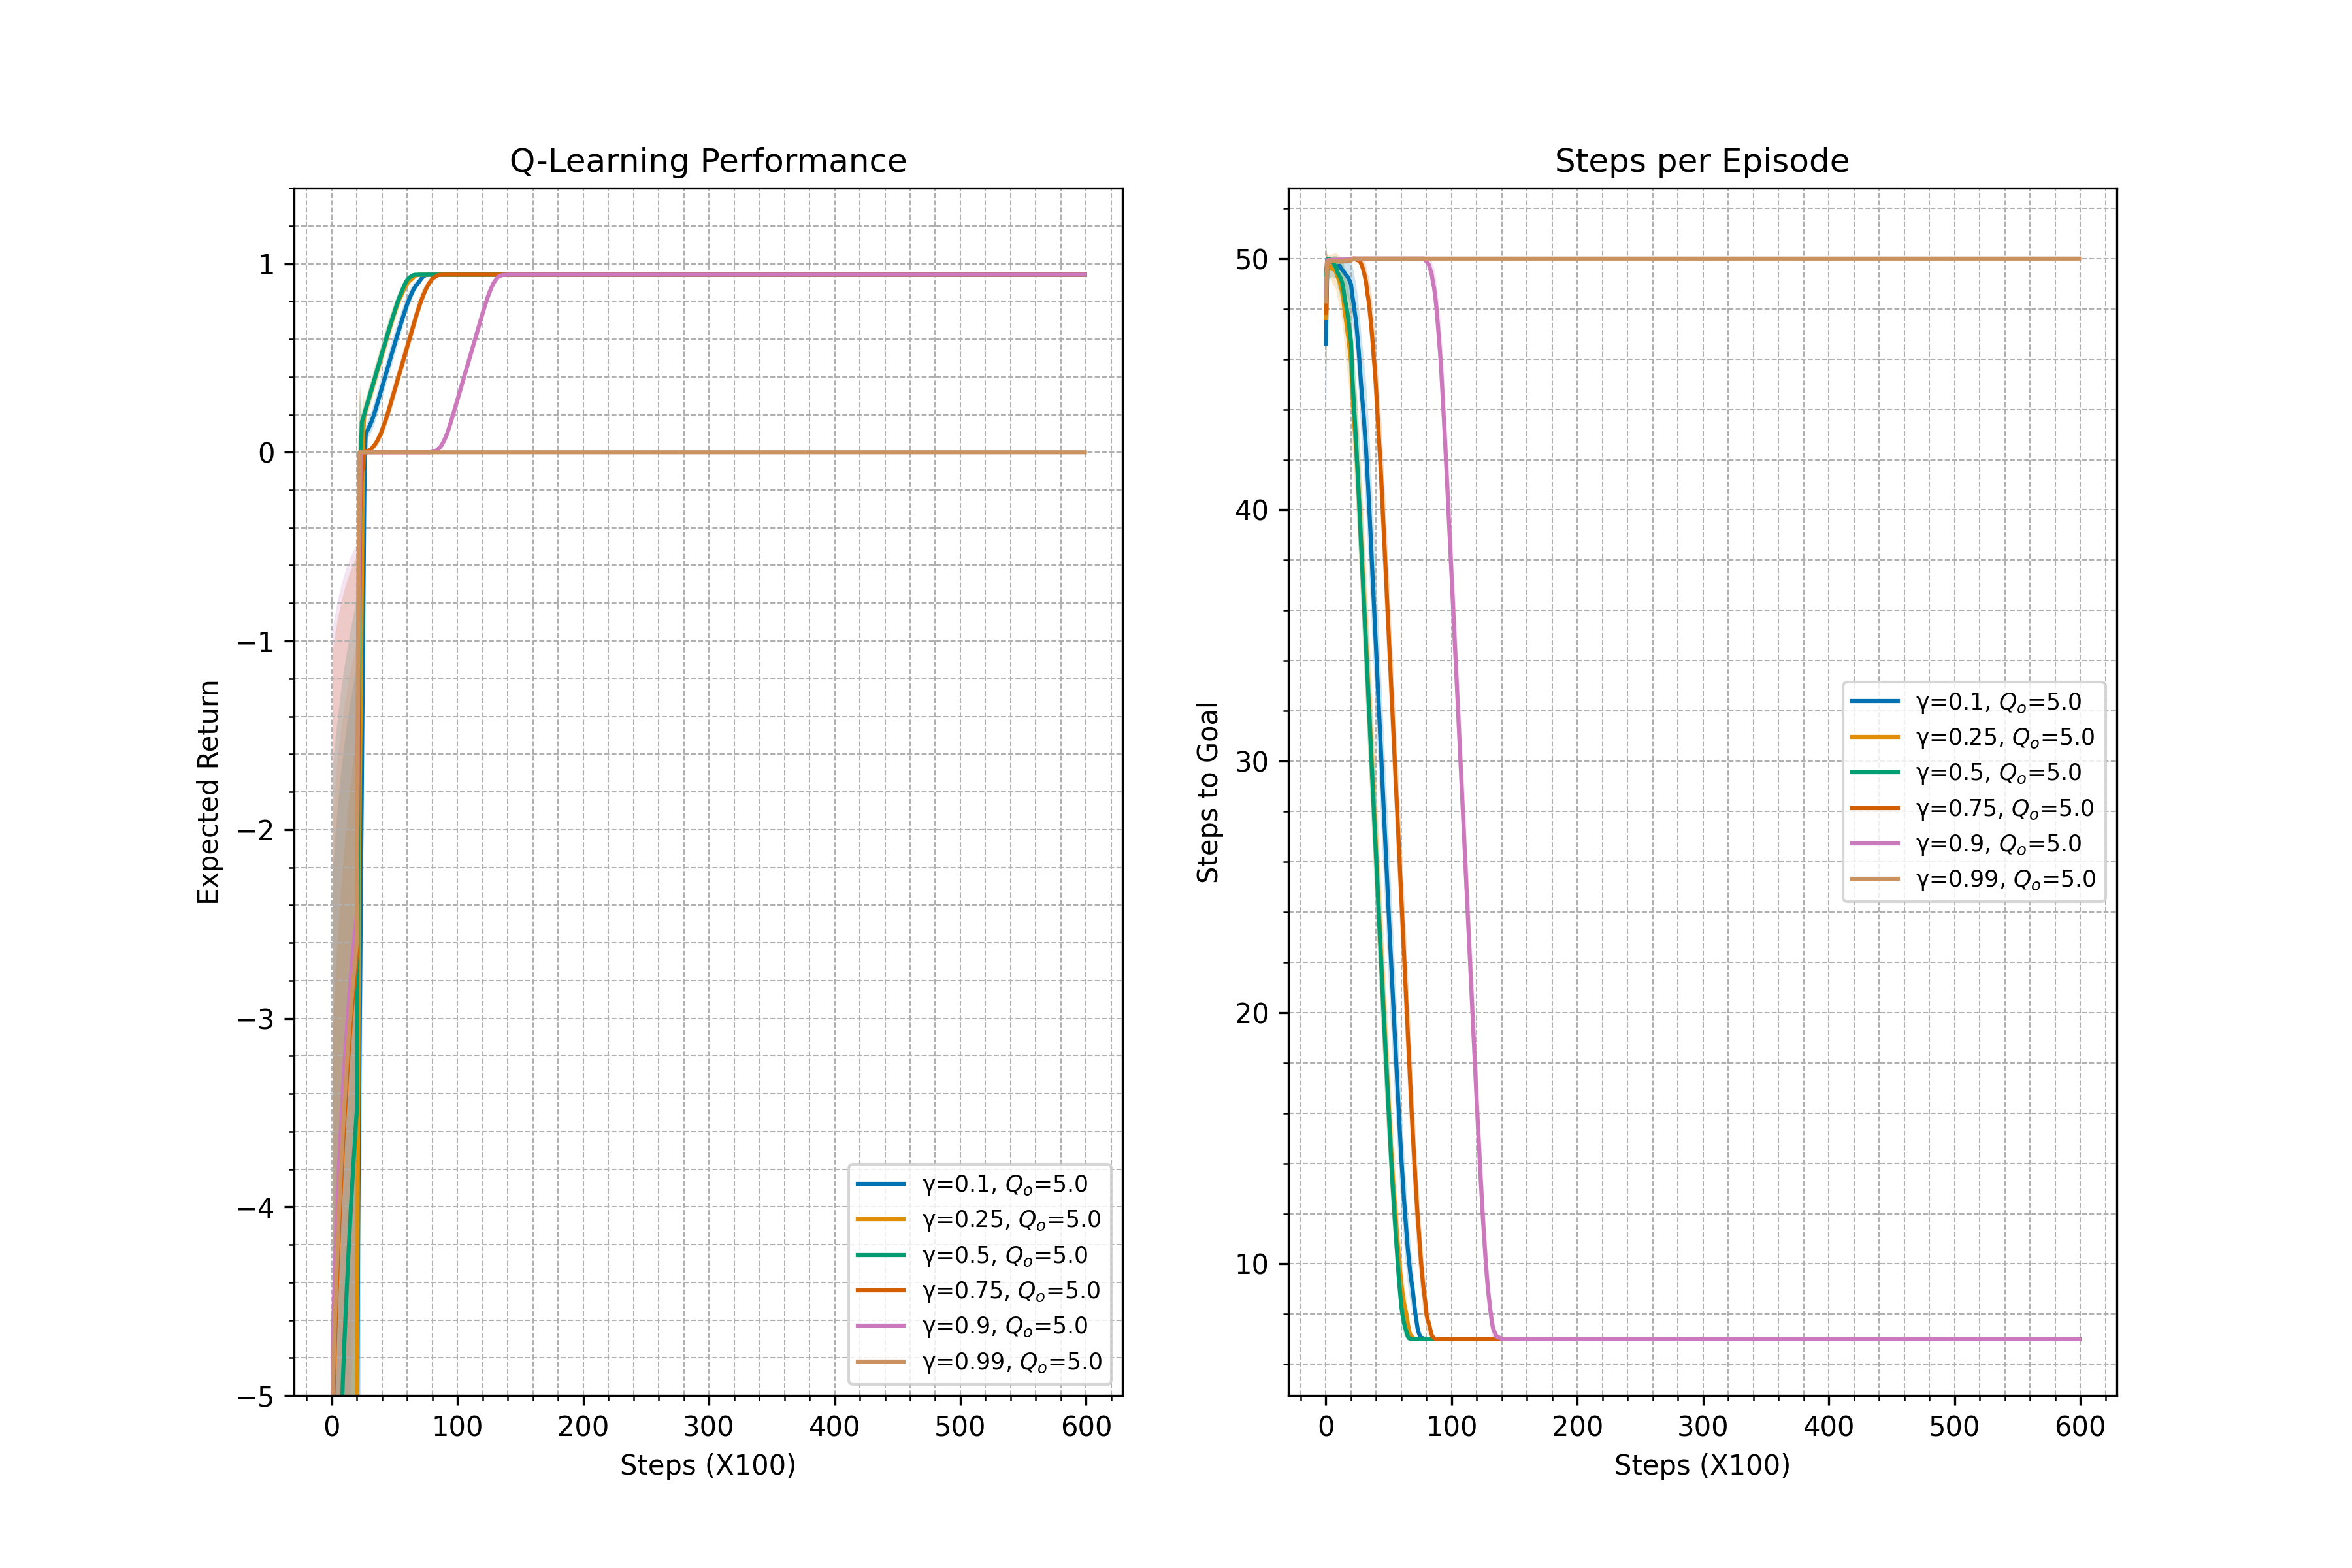 Q-Learning Performance
Expected Return
1
0
−1
−2
−3
−4
−5
0 100 200 300 400 500 600
Steps (X100)
γ=0.1, Qₒ=5.0
γ=0.25, Qₒ=5.0
γ=0.5, Qₒ=5.0
γ=0.75, Qₒ=5.0
γ=0.9, Qₒ=5.0
γ=0.99, Qₒ=5.0
Steps per Episode
Steps to Goal
50
40
30
20
10
0 100 200 300 400 500 600
Steps (X100)
γ=0.1, Qₒ=5.0
γ=0.25, Qₒ=5.0
γ=0.5, Qₒ=5.0
γ=0.75, Qₒ=5.0
γ=0.9, Qₒ=5.0
γ=0.99, Qₒ=5.0